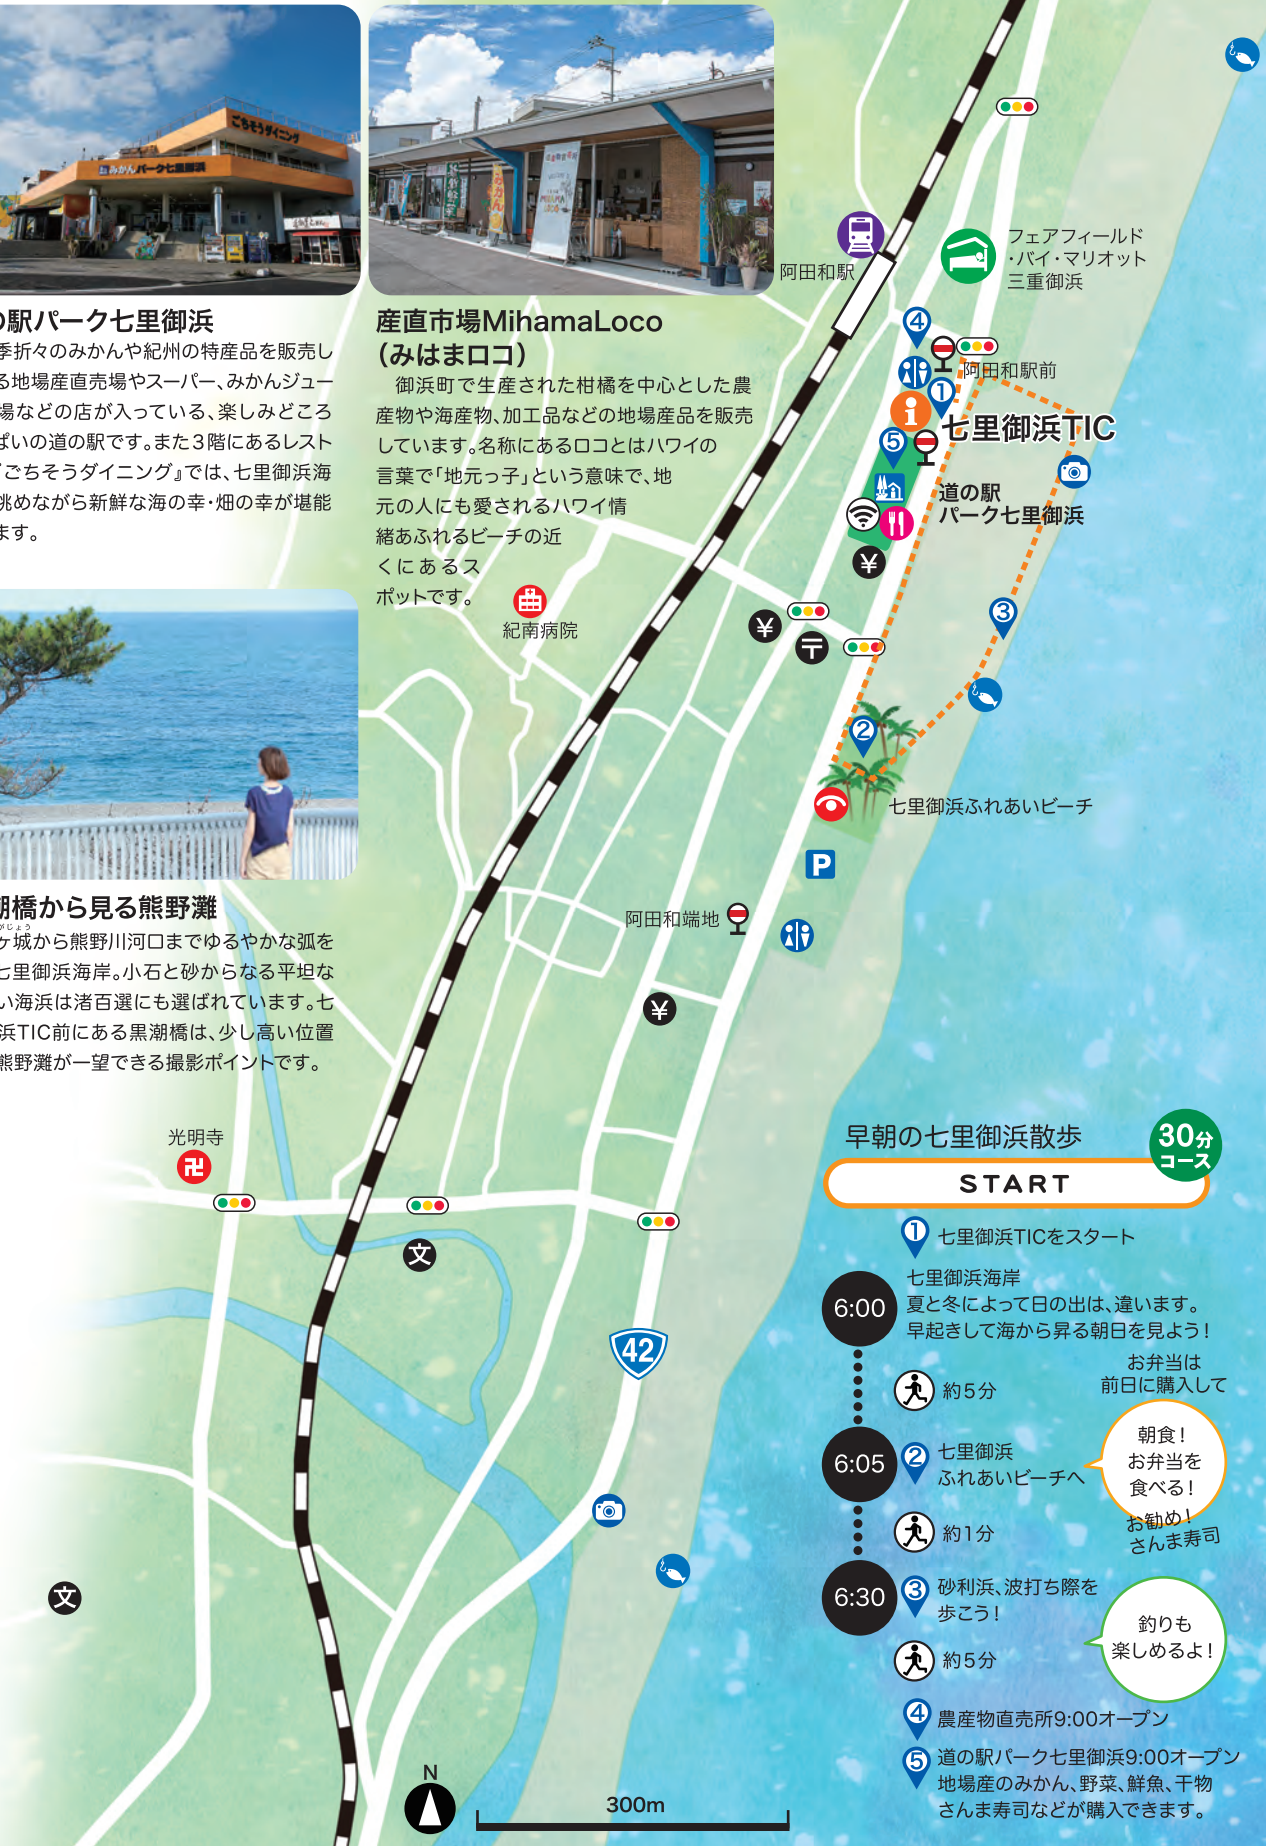 ごちそうダイニング
みかんパーク七里御浜
の駅パーク七里御浜
季折々のみかんや紀州の特産品を販売し
る地場産直売場やスーパー、みかんジュー
場などの店が入っている、楽しみどころ
ぱいの道の駅です。また3階にあるレスト
『ごちそうダイニング』では、七里御浜海
眺めながら新鮮な海の幸・畑の幸が堪能
ます。
産直市場MihamaLoco
(みはまロコ)
御浜町で生産された柑橘を中心とした農
産物や海産物、加工品などの地場産品を販売
しています。名称にあるロコとはハワイの
言葉で「地元っ子」という意味で、地
元の人にも愛されるハワイ情
緒あふれるビーチの近
くにあるス
ポットです。
潮橋から見る熊野灘
がじょう
ヶ城から熊野川河口までゆるやかな弧を
七里御浜海岸。小石と砂からなる平坦な
い海浜は渚百選にも選ばれています。七
浜TIC前にある黒潮橋は、少し高い位置
熊野灘が一望できる撮影ポイントです。
阿田和駅
フェアフィールド
・バイ・マリオット
三重御浜
4
阿田和駅前
1
i
七里御浜TIC
5
道の駅
パーク七里御浜
¥
3
¥
〒
紀南病院
2
七里御浜ふれあいビーチ
P
阿田和端地
¥
光明寺
卍
文
42
文
N
300m
早朝の七里御浜散歩
30分
コース
START
1 七里御浜TICをスタート
6:00
七里御浜海岸
夏と冬によって日の出は、違います。
早起きして海から昇る朝日を見よう!
約5分
お弁当は
前日に購入して
朝食!
お弁当を
食べる!
お勧め!
さんま寿司
6:05
2 七里御浜
ふれあいビーチへ
約1分
6:30
3 砂利浜、波打ち際を
歩こう!
釣りも
楽しめるよ!
約5分
4 農産物直売所9:00オープン
5 道の駅パーク七里御浜9:00オープン
地場産のみかん、野菜、鮮魚、干物
さんま寿司などが購入できます。